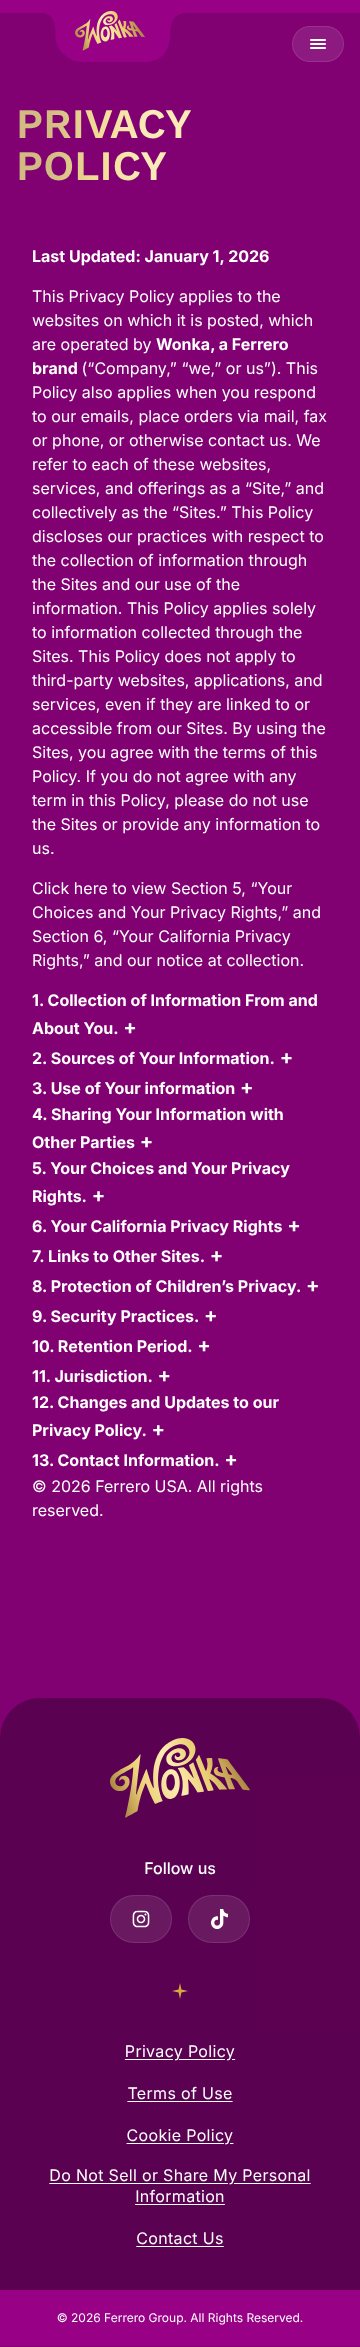 WONKA
PRIVACY
POLICY
Last Updated: January 1, 2026
This Privacy Policy applies to the
websites on which it is posted, which
are operated by Wonka, a Ferrero
brand (“Company,” “we,” or us”). This
Policy also applies when you respond
to our emails, place orders via mail, fax
or phone, or otherwise contact us. We
refer to each of these websites,
services, and offerings as a “Site,” and
collectively as the “Sites.” This Policy
discloses our practices with respect to
the collection of information through
the Sites and our use of the
information. This Policy applies solely
to information collected through the
Sites. This Policy does not apply to
third-party websites, applications, and
services, even if they are linked to or
accessible from our Sites. By using the
Sites, you agree with the terms of this
Policy. If you do not agree with any
term in this Policy, please do not use
the Sites or provide any information to
us.
Click here to view Section 5, “Your
Choices and Your Privacy Rights,” and
Section 6, “Your California Privacy
Rights,” and our notice at collection.
1. Collection of Information From and
About You. +
2. Sources of Your Information. +
3. Use of Your information +
4. Sharing Your Information with
Other Parties +
5. Your Choices and Your Privacy
Rights. +
6. Your California Privacy Rights +
7. Links to Other Sites. +
8. Protection of Children’s Privacy. +
9. Security Practices. +
10. Retention Period. +
11. Jurisdiction. +
12. Changes and Updates to our
Privacy Policy. +
13. Contact Information. +
© 2026 Ferrero USA. All rights
reserved.
WONKA
Follow us
Privacy Policy
Terms of Use
Cookie Policy
Do Not Sell or Share My Personal
Information
Contact Us
© 2026 Ferrero Group. All Rights Reserved.